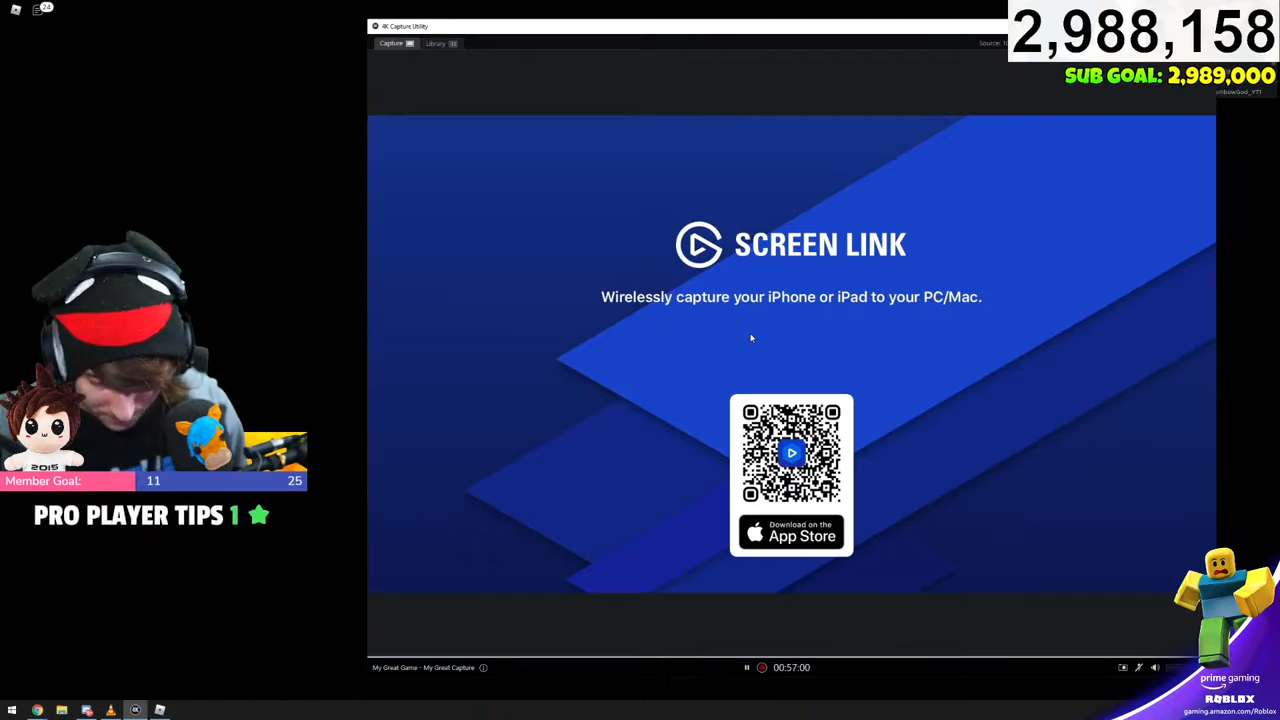 24
4K Capture Utility
Capture
Library
2,988,158
SUB GOAL: 2,989,000
SCREEN LINK
Wirelessly capture your iPhone or iPad to your PC/Mac.
Download on the
App Store
2015
Member Goal: 11 25
PRO PLAYER TIPS 1
My Great Game - My Great Capture
00:57:00
prime gaming
ROBLOX
gaming.amazon.com/Roblox